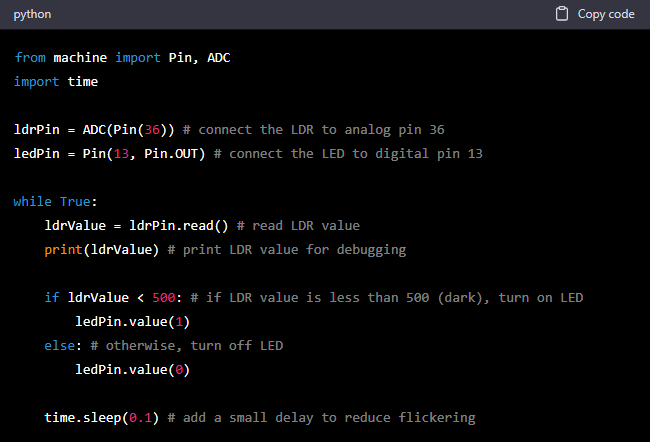 python Copy code
from machine import Pin, ADC
import time
ldrPin = ADC(Pin(36)) # connect the LDR to analog pin 36
ledPin = Pin(13, Pin.OUT) # connect the LED to digital pin 13
while True:
    ldrValue = ldrPin.read() # read LDR value
    print(ldrValue) # print LDR value for debugging
    if ldrValue < 500: # if LDR value is less than 500 (dark), turn on LED
        ledPin.value(1)
    else: # otherwise, turn off LED
        ledPin.value(0)
    time.sleep(0.1) # add a small delay to reduce flickering